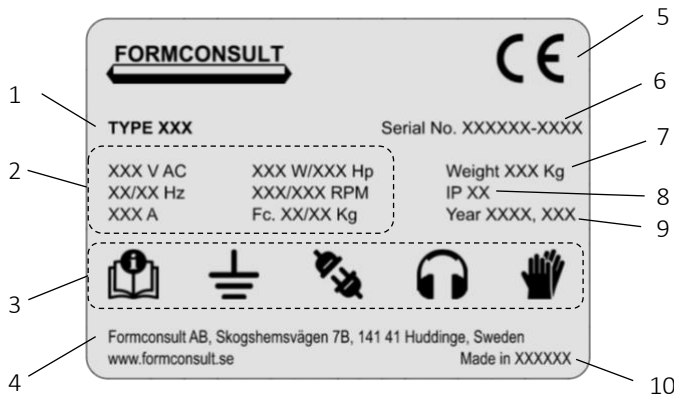 FORMCONSULT
CE
5
6
1
TYPE XXX
Serial No. XXXXXX-XXXX
7
2
XXX V AC
XXX W/XXX Hp
Weight XXX Kg
XX/XX Hz
XXX/XXX RPM
IP XX
8
XXX A
Fc. XX/XX Kg
Year XXXX, XXX
9
3
i
4
Formconsult AB, Skogshemsvägen 7B, 141 41 Huddinge, Sweden
www.formconsult.se
Made in XXXXXX
10